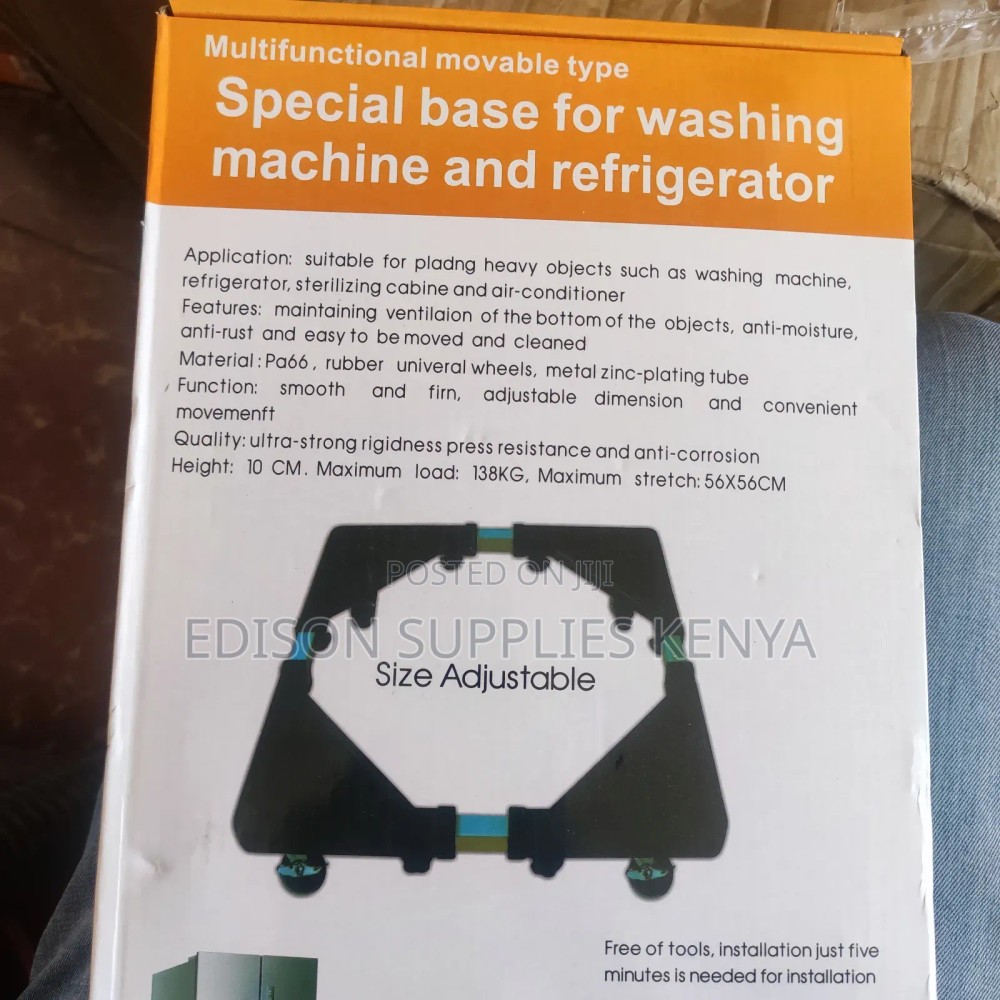 Multifunctional movable type
Special base for washing
machine and refrigerator
Application: suitable for pladng heavy objects such as washing machine,
refrigerator, sterilizing cabine and air-conditioner
Features: maintaining ventilaion of the bottom of the objects, anti-moisture,
anti-rust and easy to be moved and cleaned
Material : Pa66 , rubber univeral wheels, metal zinc-plating tube
Function: smooth and firn, adjustable dimension and convenient
movemenft
Quality: ultra-strong rigidness press resistance and anti-corrosion
Height: 10 CM. Maximum load: 138KG, Maximum stretch: 56X56CM
POSTED ON JIJI
EDISON SUPPLIES KENYA
Size Adjustable
Free of tools, installation just five
minutes is needed for installation